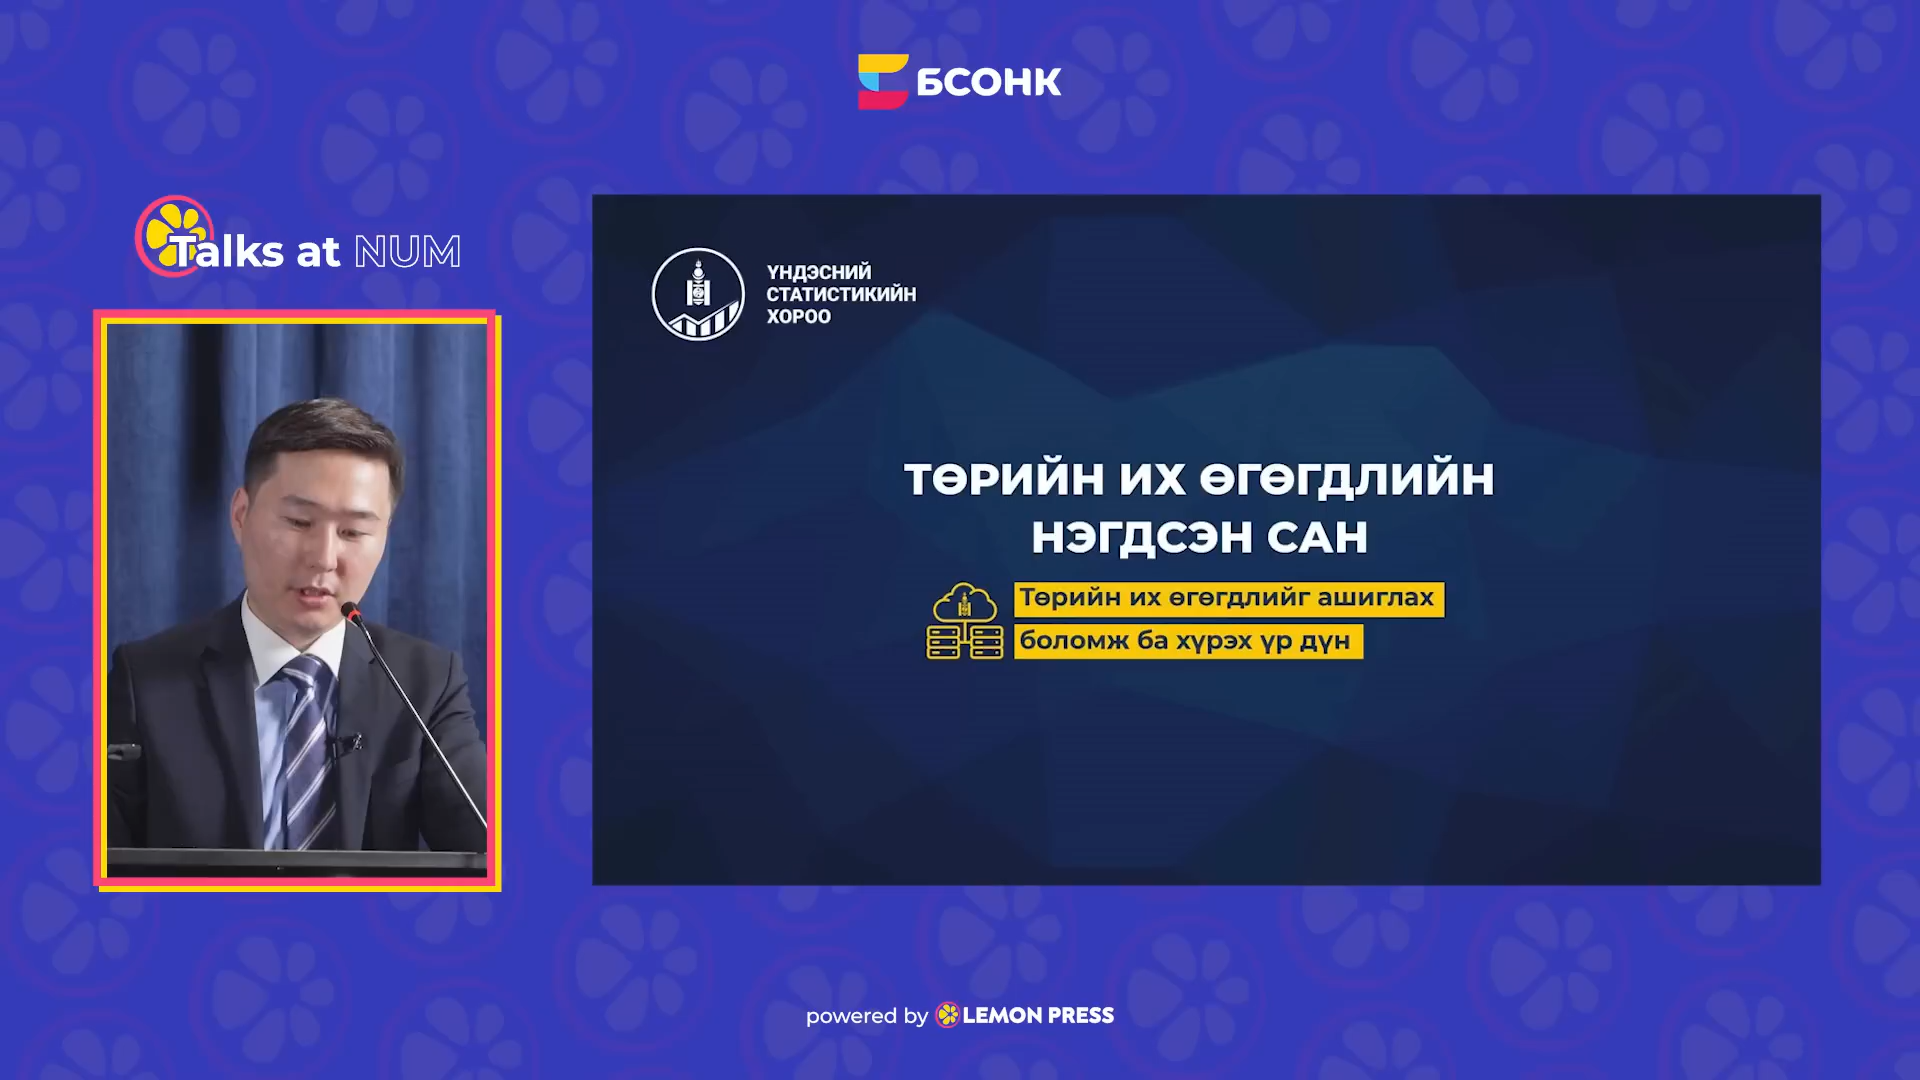 БСОНК
Talks at NUM
ҮНДЭСНИЙ
СТАТИСТИКИЙН
ХОРОО
ТӨРИЙН ИХ ӨГӨГДЛИЙН
НЭГДСЭН САН
Төрийн их өгөгдлийг ашиглах
боломж ба хүрэх үр дүн
powered by LEMON PRESS